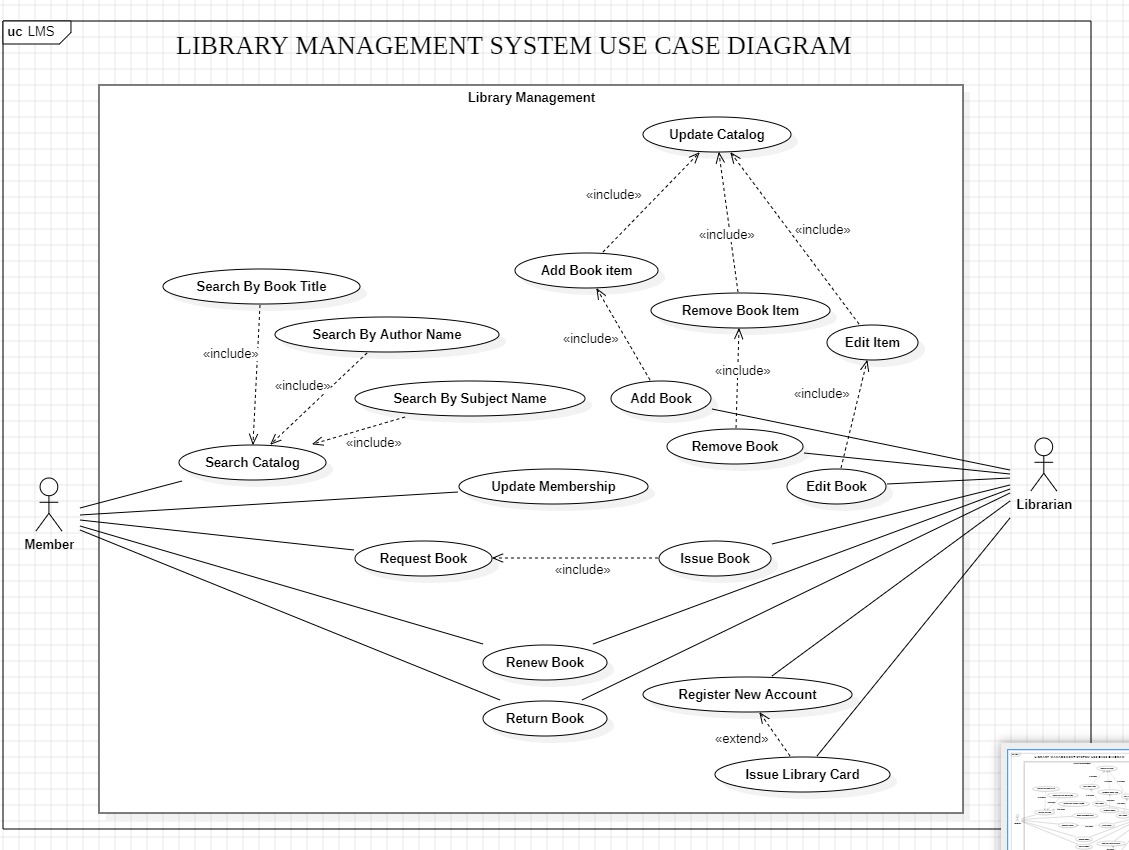 uc LMS
LIBRARY MANAGEMENT SYSTEM USE CASE DIAGRAM
Library Management
Update Catalog
«include»
«include»
«include»
Add Book item
Search By Book Title
Remove Book Item
Search By Author Name
«include»
Edit Item
«include»
«include»
«include»
«include»
Search By Subject Name
Add Book
«include»
Remove Book
Search Catalog
Update Membership
Edit Book
Librarian
Member
Request Book
Issue Book
«include»
Renew Book
Register New Account
Return Book
«extend»
Issue Library Card